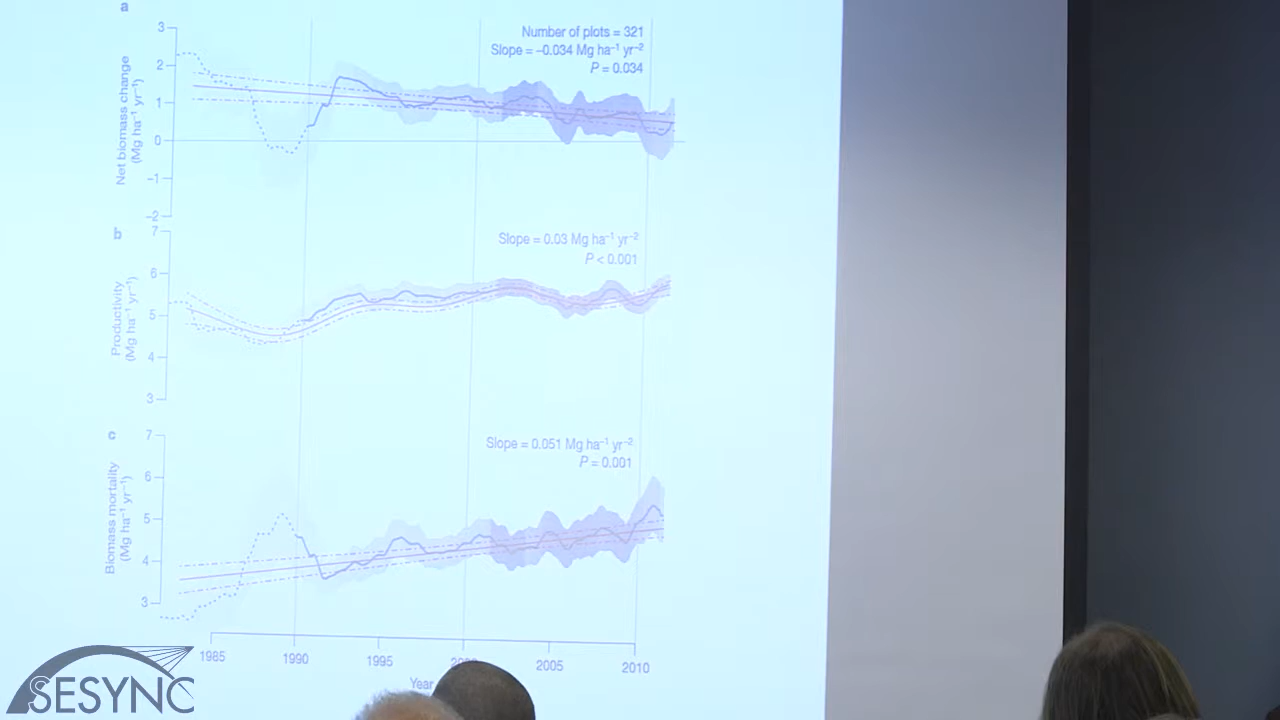 a
Number of plots = 321
Slope = –0.034 Mg ha⁻¹ yr⁻²
P = 0.034
Net biomass change
(Mg ha⁻¹ yr⁻¹)
3
2
1
0
–1
–2
b
Slope = 0.03 Mg ha⁻¹ yr⁻²
P < 0.001
Productivity
(Mg ha⁻¹ yr⁻¹)
7
6
5
4
3
c
Slope = 0.051 Mg ha⁻¹ yr⁻²
P = 0.001
Biomass mortality
(Mg ha⁻¹ yr⁻¹)
7
6
5
4
3
1985 1990 1995 2005 2010
Year
SESYNC